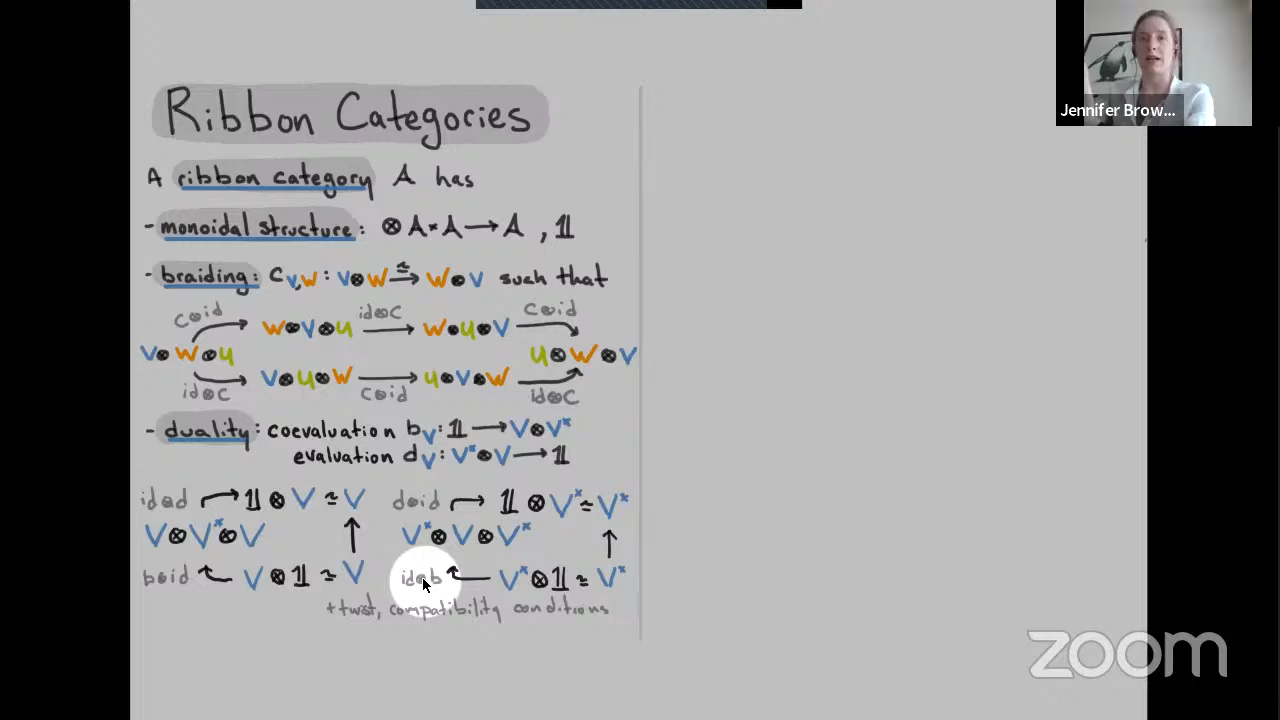 Ribbon Categories
A ribbon category A has
- monoidal structure: ⊗ A×A → A , 𝟙
- braiding: c_{V,W} : V⊗W ≅→ W⊗V such that
c⊗id id⊗c c⊗id
W⊗V⊗U → W⊗U⊗V
V⊗W⊗U U⊗W⊗V
V⊗U⊗W → U⊗V⊗W
id⊗c c⊗id id⊗c
- duality: coevaluation b_V : 𝟙 → V⊗V*
evaluation d_V : V*⊗V → 𝟙
id⊗d → 𝟙⊗V ≃ V d⊗id → 𝟙⊗V* ≃ V*
V⊗V*⊗V ↑ V*⊗V⊗V* ↑
b⊗id ← V⊗𝟙 ≃ V id⊗b ← V*⊗𝟙 ≃ V*
+twist, compatibility conditions
Jennifer Brow...
zoom